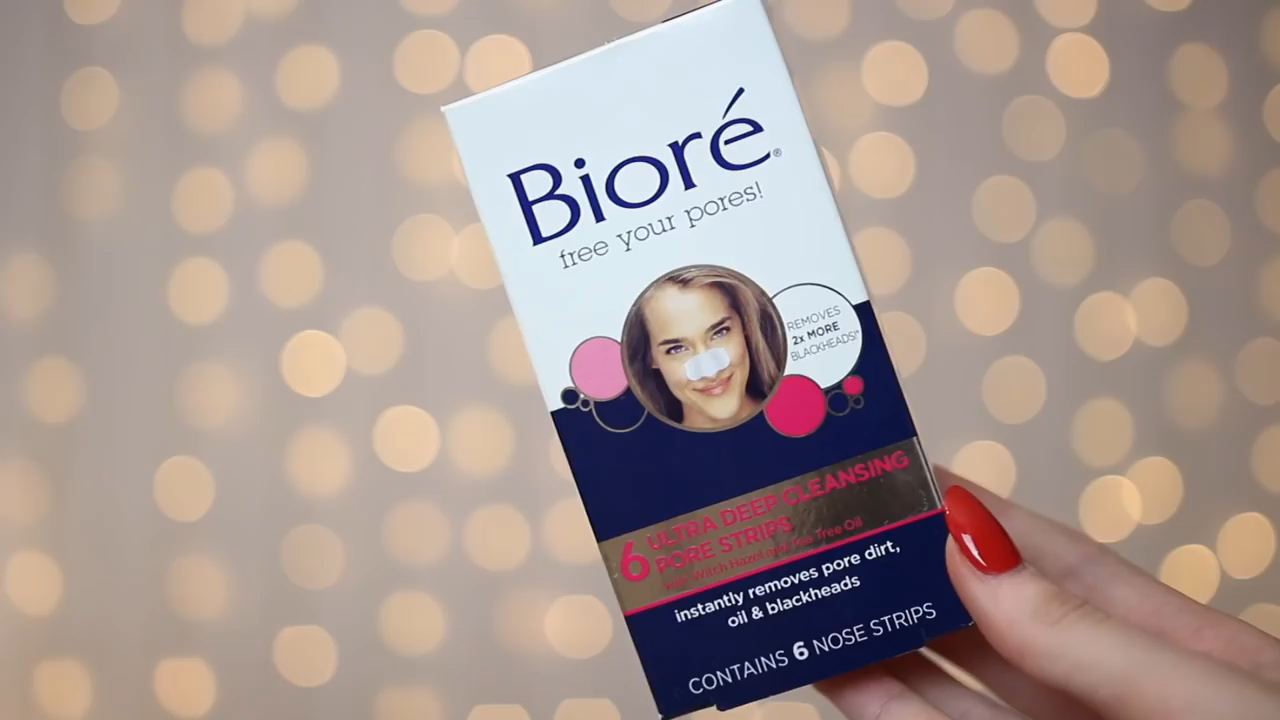 Bioré®
free your pores!
REMOVES
2x MORE
BLACKHEADS!*
6 ULTRA DEEP CLEANSING
PORE STRIPS
with Witch Hazel and Tea Tree Oil
instantly removes pore dirt,
oil & blackheads
CONTAINS 6 NOSE STRIPS